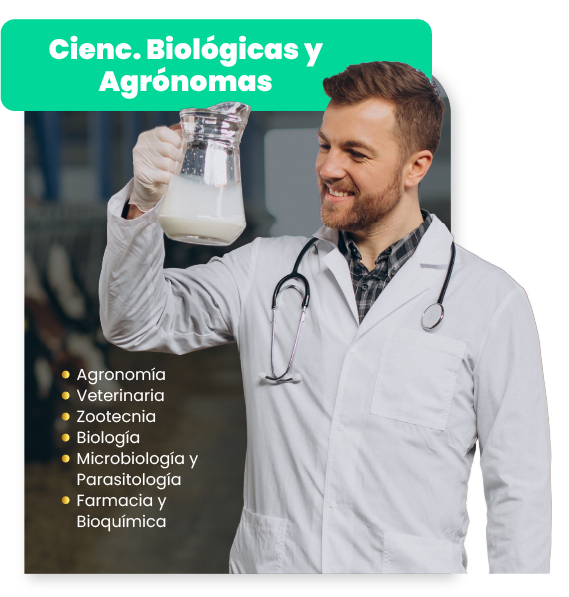 Cienc. Biológicas y
Agrónomas
Agronomía
Veterinaria
Zootecnia
Biología
Microbiología y
Parasitología
Farmacia y
Bioquímica